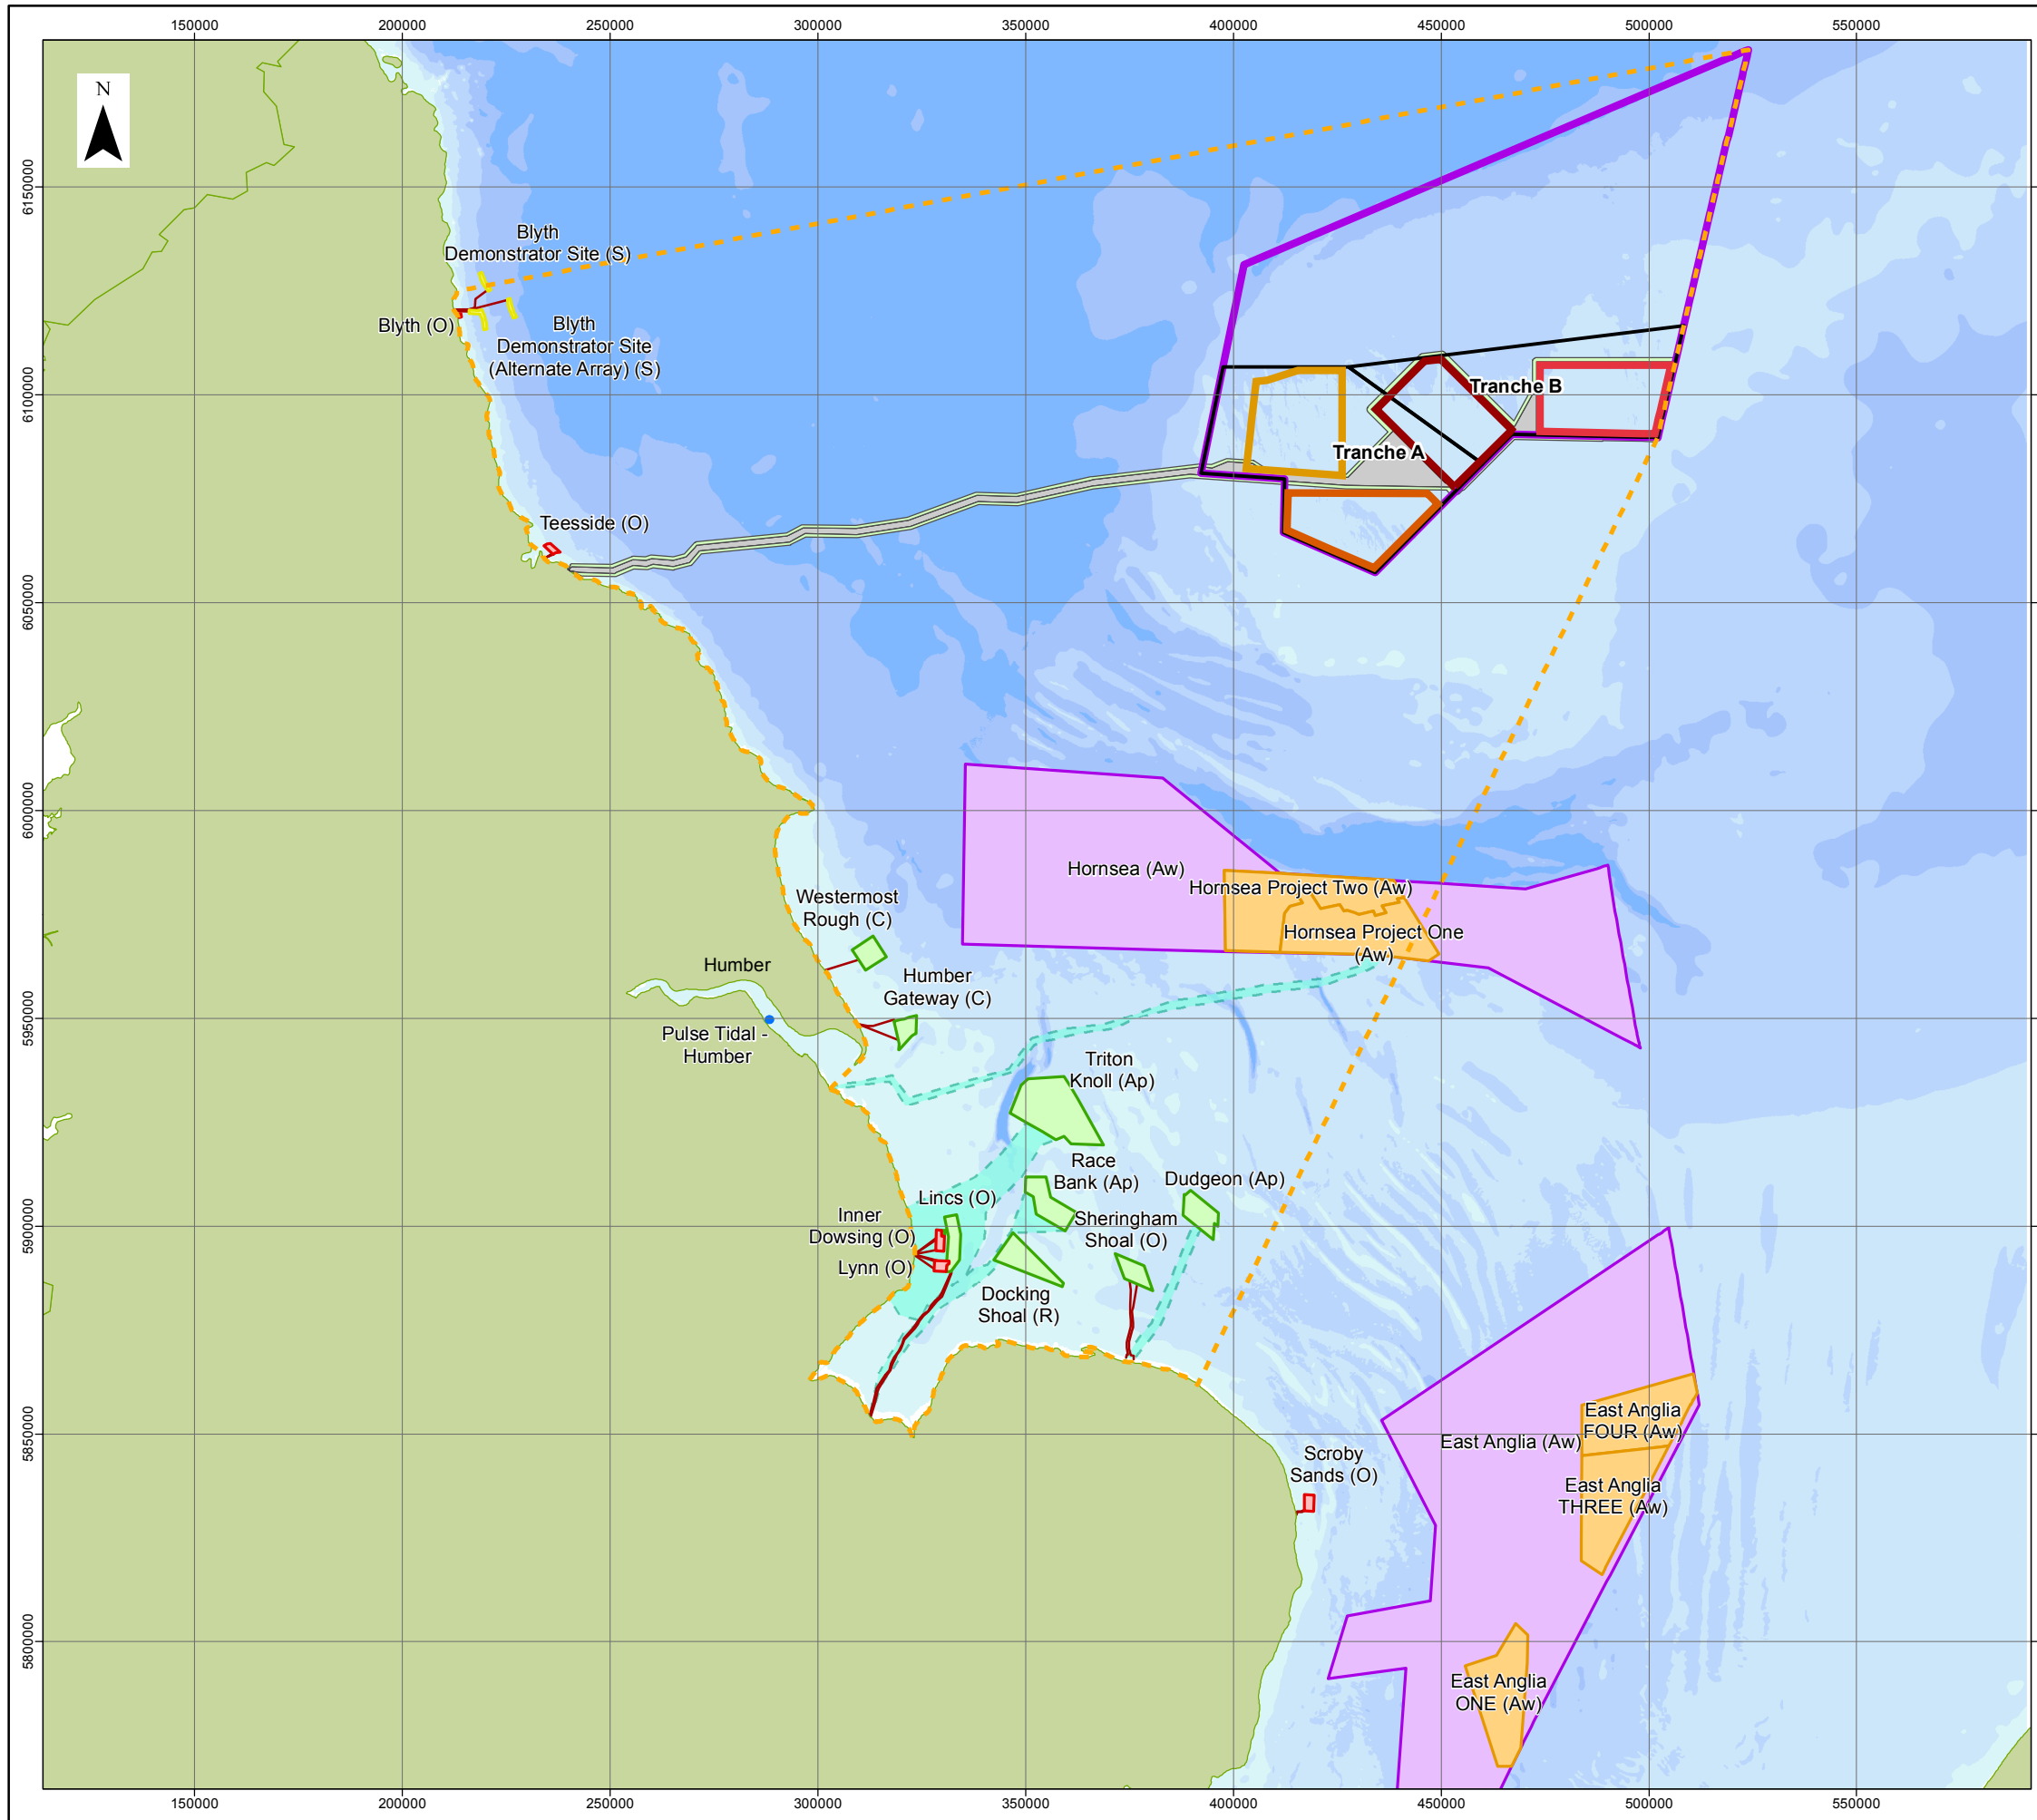 150000 200000 250000 300000 350000 400000 450000 500000 550000
N
6150000
Blyth
Demonstrator Site (S)
Blyth (O)
Blyth
Demonstrator Site
(Alternate Array) (S)
6100000
Tranche B
Tranche A
Teesside (O)
6050000
6000000
Hornsea (Aw)
Hornsea Project Two (Aw)
Hornsea Project One
(Aw)
Westermost
Rough (C)
Humber
Humber
Gateway (C)
5950000
Pulse Tidal -
Humber
Triton
Knoll (Ap)
Race
Bank (Ap)
Dudgeon (Ap)
Lincs (O)
Inner
Dowsing (O)
Sheringham
Shoal (O)
5900000
Lynn (O)
Docking
Shoal (R)
East Anglia
FOUR (Aw)
East Anglia (Aw)
5850000
Scroby
Sands (O)
East Anglia
THREE (Aw)
5800000
East Anglia
ONE (Aw)
150000 200000 250000 300000 350000 400000 450000 500000 550000